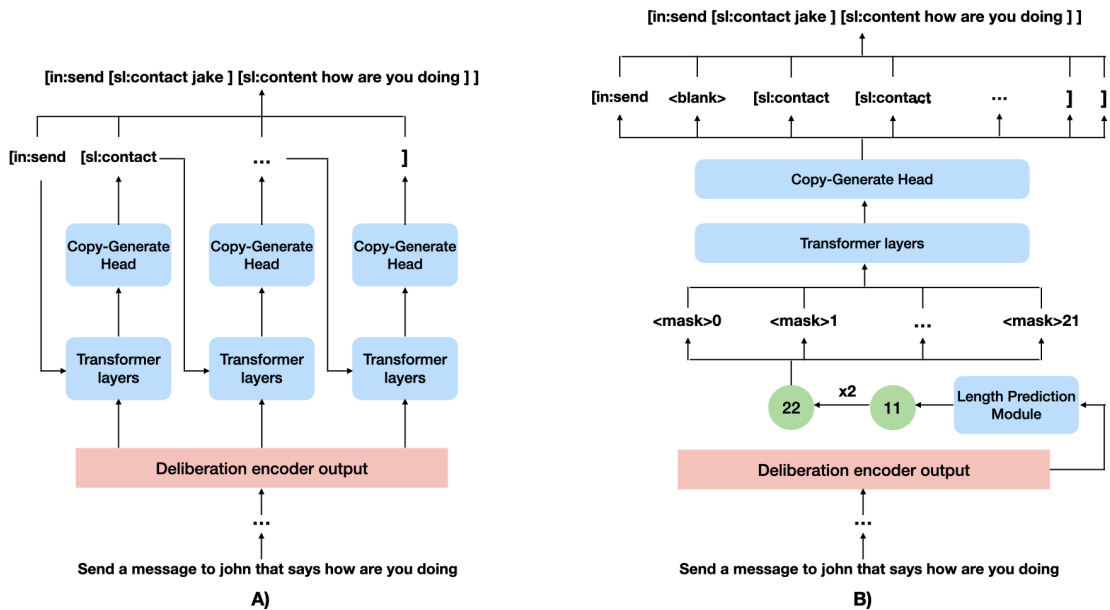 [in:send [sl:contact jake ] [sl:content how are you doing ] ]
[in:send [sl:contact ... ]
Copy-Generate Head Copy-Generate Head Copy-Generate Head
Transformer layers Transformer layers Transformer layers
Deliberation encoder output
...
Send a message to john that says how are you doing
A)
[in:send [sl:contact jake ] [sl:content how are you doing ] ]
[in:send <blank> [sl:contact [sl:contact ... ... ] ]
Copy-Generate Head
Transformer layers
<mask>0 <mask>1 ... <mask>21
22 x2 11 Length Prediction Module
Deliberation encoder output
...
Send a message to john that says how are you doing
B)